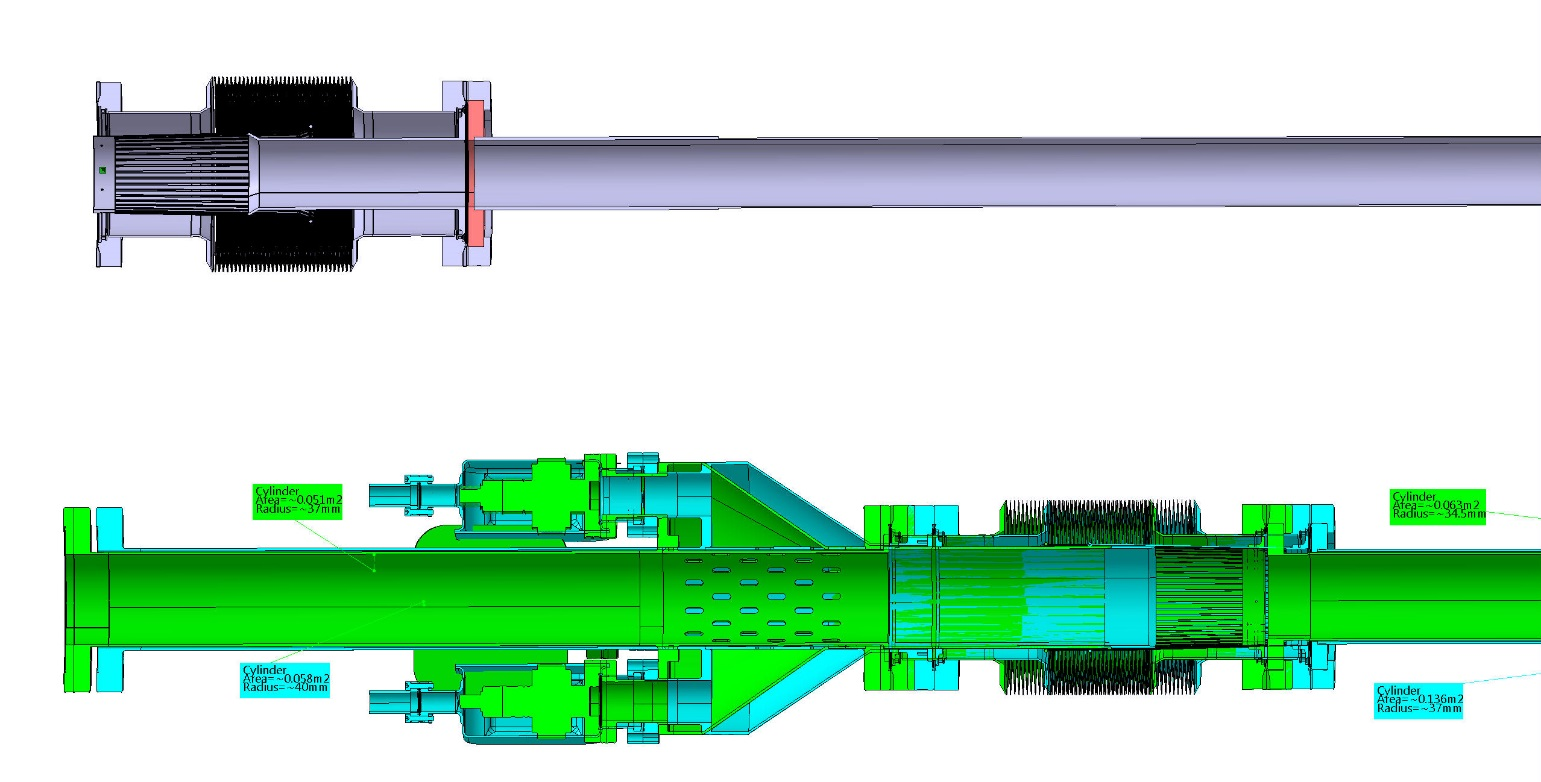 Cylinder
Area=~0.051m2
Radius=~37mm
Cylinder
Area=~0.063m2
Radius=~34.5mm
Cylinder
Area=~0.058m2
Radius=~40mm
Cylinder
Area=~0.136m2
Radius=~37mm